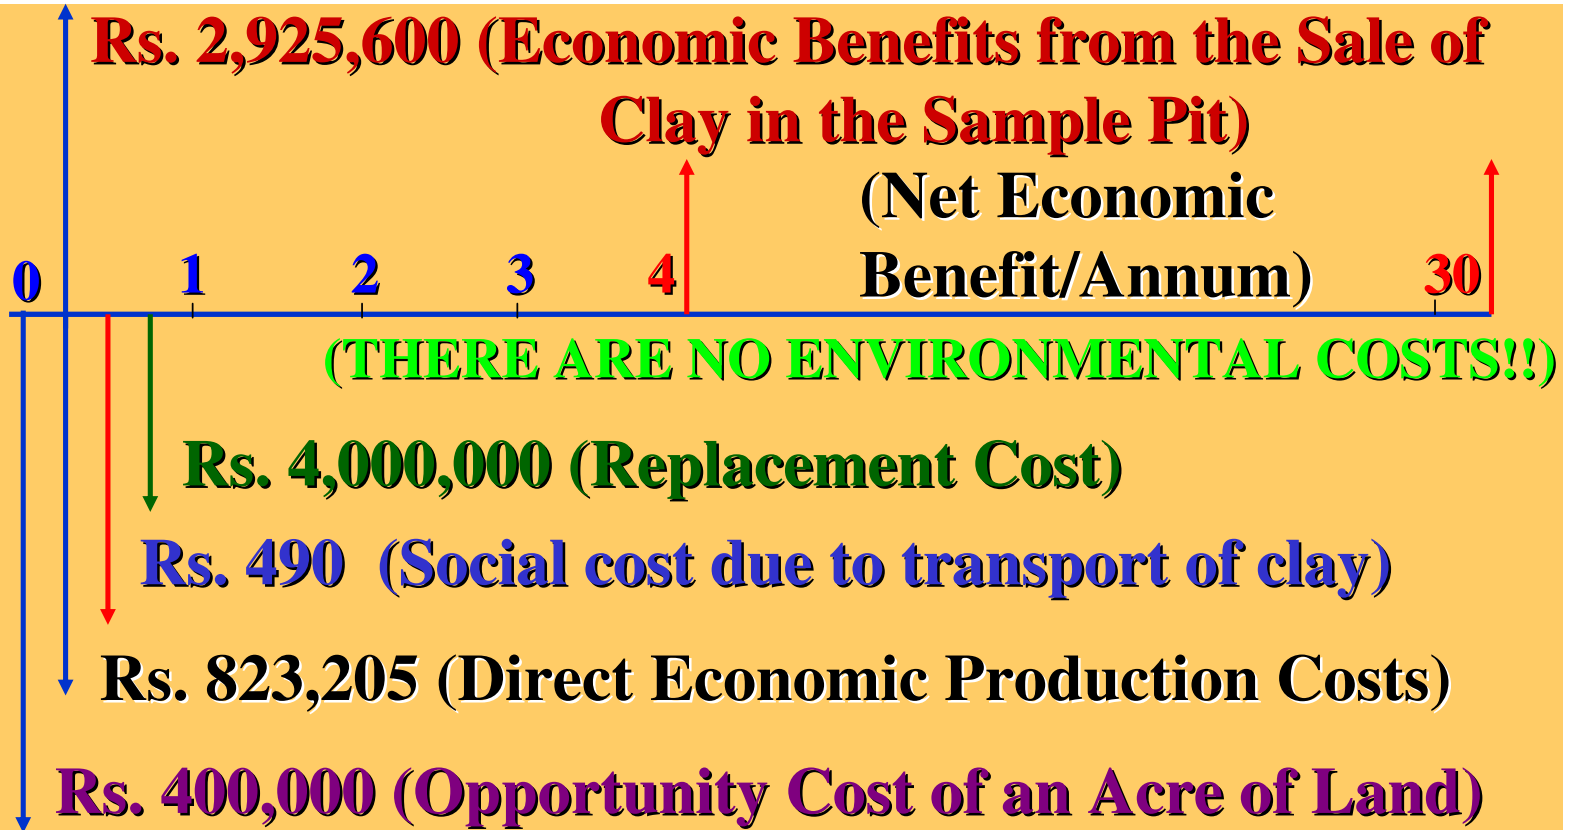 Rs. 2,925,600 (Economic Benefits from the Sale of
Clay in the Sample Pit)
(Net Economic
Benefit/Annum)
0 1 2 3 4 30
(THERE ARE NO ENVIRONMENTAL COSTS!!)
Rs. 4,000,000 (Replacement Cost)
Rs. 490 (Social cost due to transport of clay)
Rs. 823,205 (Direct Economic Production Costs)
Rs. 400,000 (Opportunity Cost of an Acre of Land)